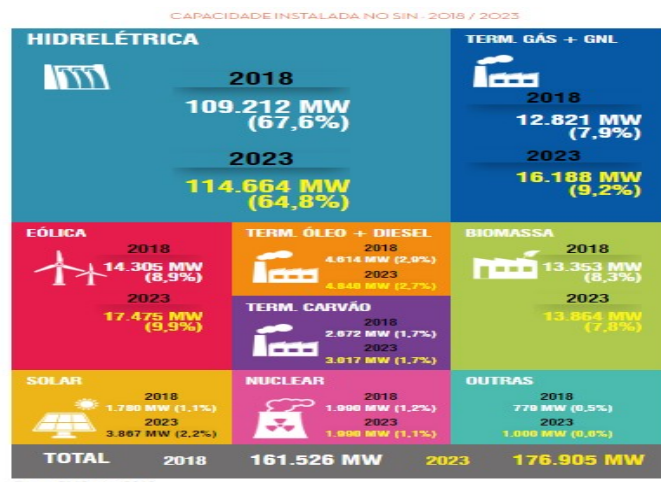 CAPACIDADE INSTALADA NO SIN - 2018 / 2023
HIDRELÉTRICA
2018
109.212 MW
(67,6%)
2023
114.664 MW
(64,8%)
TERM. GÁS + GNL
2018
12.821 MW
(7,9%)
2023
16.188 MW
(9,2%)
EÓLICA
2018
14.305 MW
(8,9%)
2023
17.475 MW
(9,9%)
TERM. ÓLEO + DIESEL
2018
4.614 MW (2,9%)
2023
4.840 MW (2,7%)
TERM. CARVÃO
2018
2.672 MW (1,7%)
2023
3.017 MW (1,7%)
BIOMASSA
2018
13.353 MW
(8,3%)
2023
13.864 MW
(7,8%)
SOLAR
2018
1.780 MW (1,1%)
2023
3.867 MW (2,2%)
NUCLEAR
2018
1.990 MW (1,2%)
2023
1.990 MW (1,1%)
OUTRAS
2018
779 MW (0,5%)
2023
1.000 MW (0,6%)
TOTAL 2018 161.526 MW 2023 176.905 MW